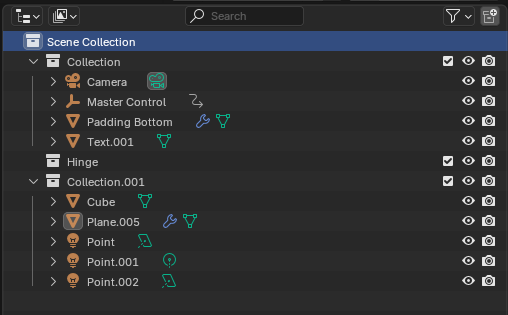 Search
Scene Collection
Collection
Camera
Master Control
Padding Bottom
Text.001
Hinge
Collection.001
Cube
Plane.005
Point
Point.001
Point.002